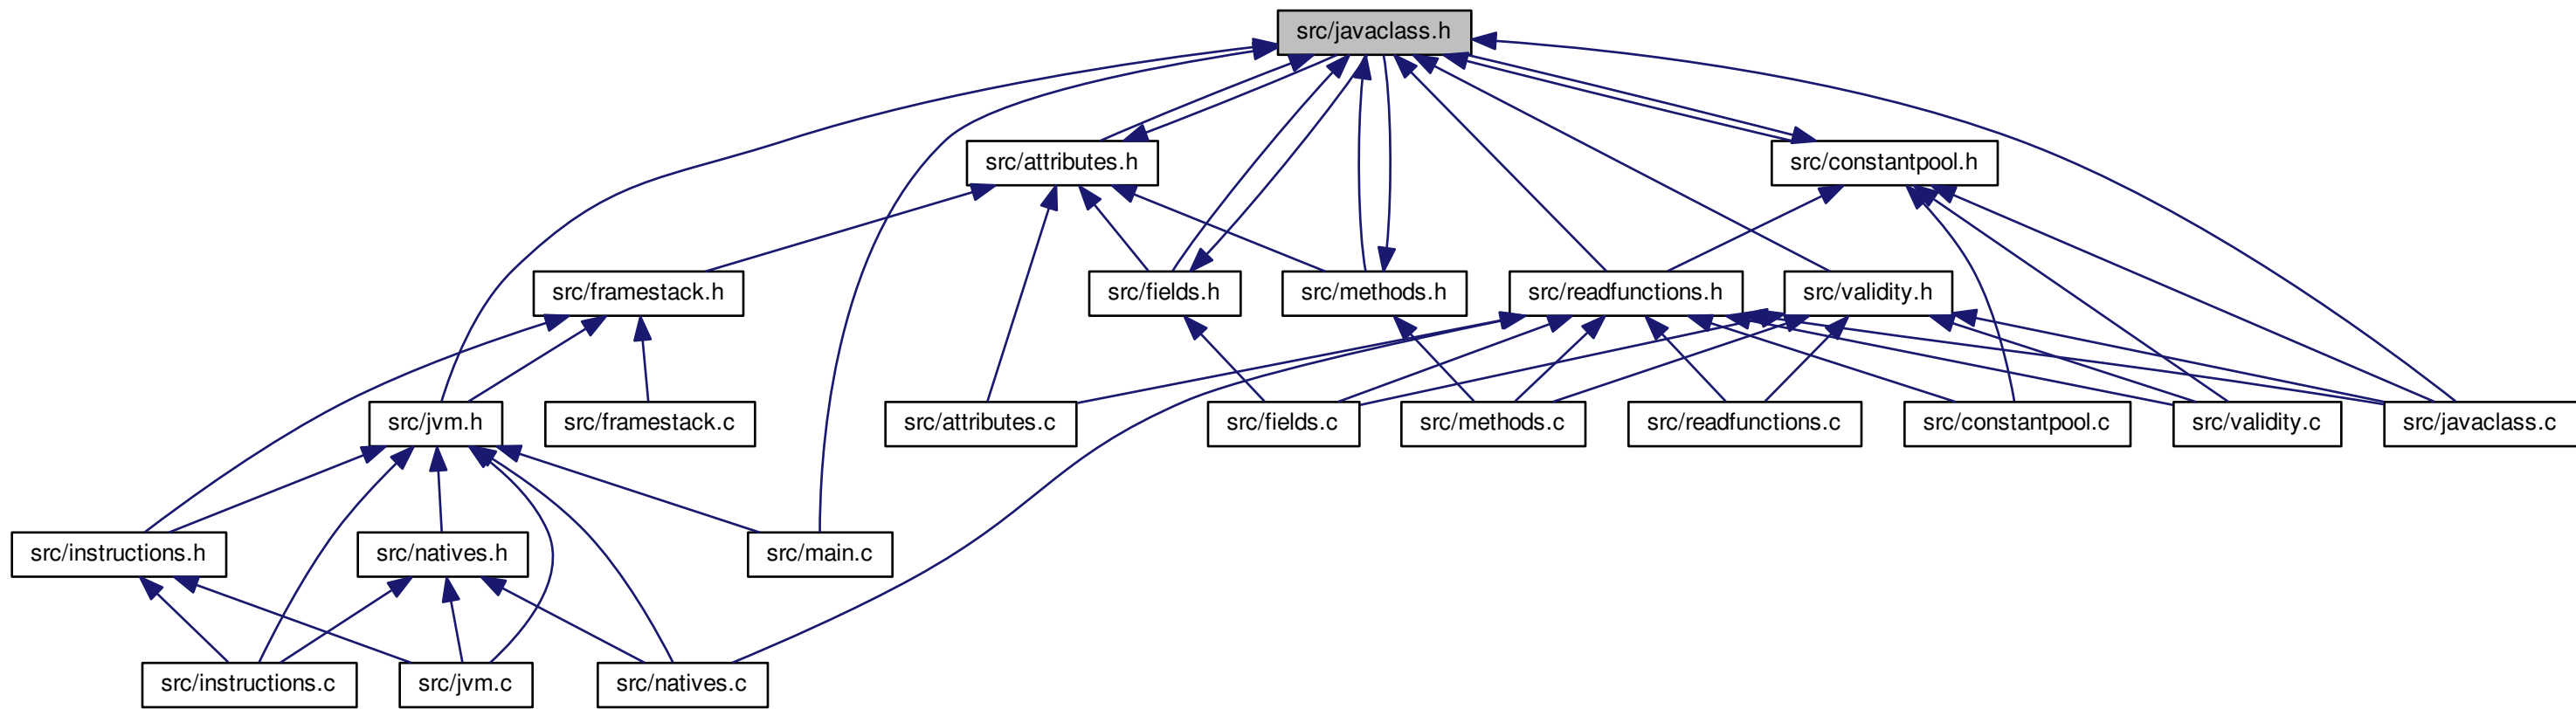 src/javaclass.h
src/attributes.h
src/constantpool.h
src/framestack.h
src/fields.h
src/methods.h
src/readfunctions.h
src/validity.h
src/jvm.h
src/framestack.c
src/attributes.c
src/fields.c
src/methods.c
src/readfunctions.c
src/constantpool.c
src/validity.c
src/javaclass.c
src/instructions.h
src/natives.h
src/main.c
src/instructions.c
src/jvm.c
src/natives.c